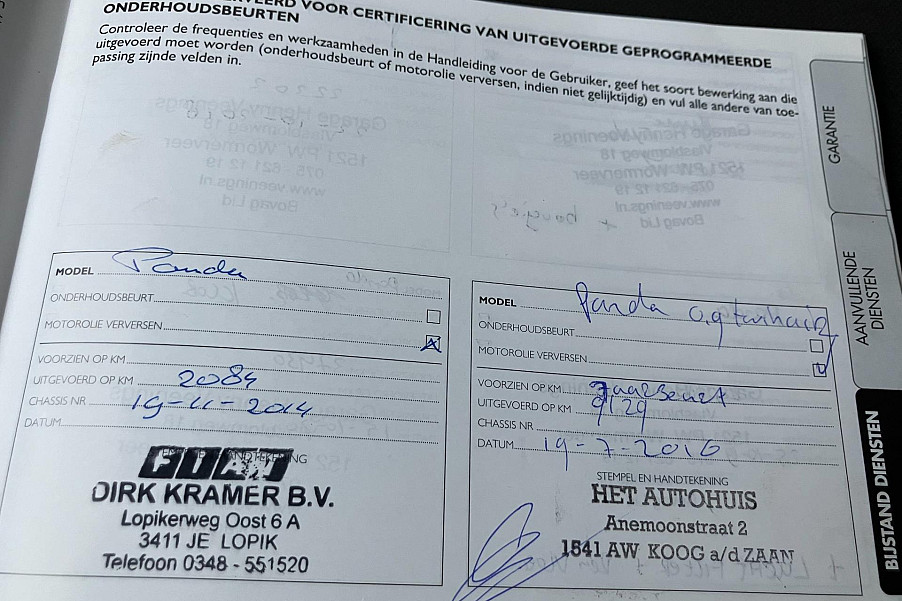 VOOR CERTIFICERING VAN UITGEVOERDE GEPROGRAMMEERDE
ONDERHOUDSBEURTEN
Controleer de frequenties en werkzaamheden in de Handleiding voor de Gebruiker, geef het soort bewerking aan die
uitgevoerd moet worden (onderhoudsbeurt of motorolie verversen, indien niet gelijktijdig) en vul alle andere van toe-
passing zijnde velden in.
GARANTIE
AANVULLENDE
DIENSTEN
BIJSTAND DIENSTEN
MODEL Panda
ONDERHOUDSBEURT
MOTOROLIE VERVERSEN
VOORZIEN OP KM
UITGEVOERD OP KM 2084
CHASSIS NR 19-11-2014
DATUM
FIAT
DIRK KRAMER B.V.
Lopikerweg Oost 6 A
3411 JE LOPIK
Telefoon 0348 - 551520
MODEL Panda 0,9 twinair
ONDERHOUDSBEURT
MOTOROLIE VERVERSEN
VOORZIEN OP KM Jaarbeurt
UITGEVOERD OP KM 9129
CHASSIS NR
DATUM 19-7-2016
STEMPEL EN HANDTEKENING
HET AUTOHUIS
Anemoonstraat 2
1541 AW KOOG a/d ZAAN